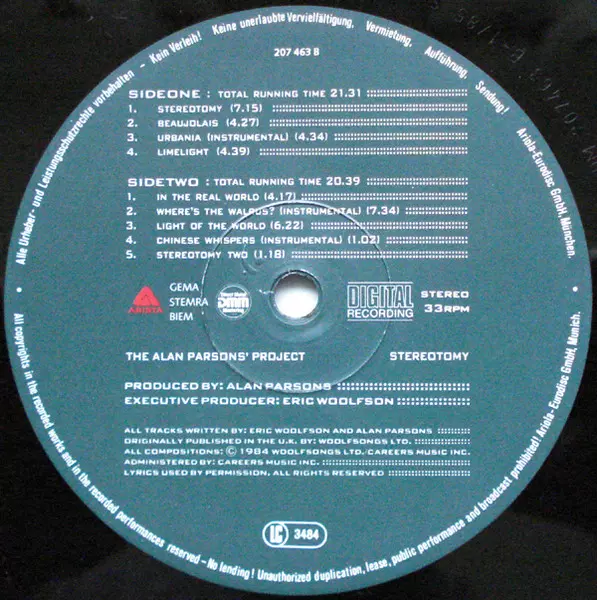 Alle Urheber- und Leistungsschutzrechte vorbehalten - Kein Verleih! Keine unerlaubte Vervielfältigung, Vermietung, Aufführung, Sendung! Ariola-Eurodisc GmbH, München.
207 463 B
SIDEONE : TOTAL RUNNING TIME 21.31
1. STEREOTOMY (7.15)
2. BEAUJOLAIS (4.27)
3. URBANIA (INSTRUMENTAL) (4.34)
4. LIMELIGHT (4.39)
SIDETWO : TOTAL RUNNING TIME 20.39
1. IN THE REAL WORLD (4.17)
2. WHERE'S THE WALRUS? (INSTRUMENTAL) (7.34)
3. LIGHT OF THE WORLD (6.22)
4. CHINESE WHISPERS (INSTRUMENTAL) (1.02)
5. STEREOTOMY TWO (1.18)
ARISTA
GEMA
STEMRA
BIEM
Direct Metal
DMM
Mastering
DIGITAL
RECORDING
STEREO
33RPM
THE ALAN PARSONS' PROJECT STEREOTOMY
PRODUCED BY: ALAN PARSONS
EXECUTIVE PRODUCER: ERIC WOOLFSON
ALL TRACKS WRITTEN BY: ERIC WOOLFSON AND ALAN PARSONS
ORIGINALLY PUBLISHED IN THE U.K. BY: WOOLFSONGS LTD.
ALL COMPOSITIONS: © 1984 WOOLFSONGS LTD./CAREERS MUSIC INC.
ADMINISTERED BY: CAREERS MUSIC INC.
LYRICS USED BY PERMISSION, ALL RIGHTS RESERVED
LC 3484
All copyrights in the recorded works and in the recorded performances reserved - No lending! Unauthorized duplication, lease, public performance and broadcast prohibited! Ariola-Eurodisc GmbH, Munich.